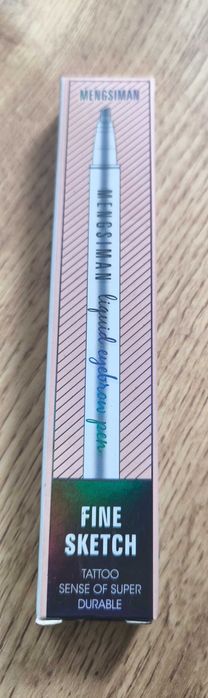 MENGSIMAN
MENGSIMAN liquid eyebrow pen
FINE
SKETCH
TATTOO
SENSE OF SUPER
DURABLE